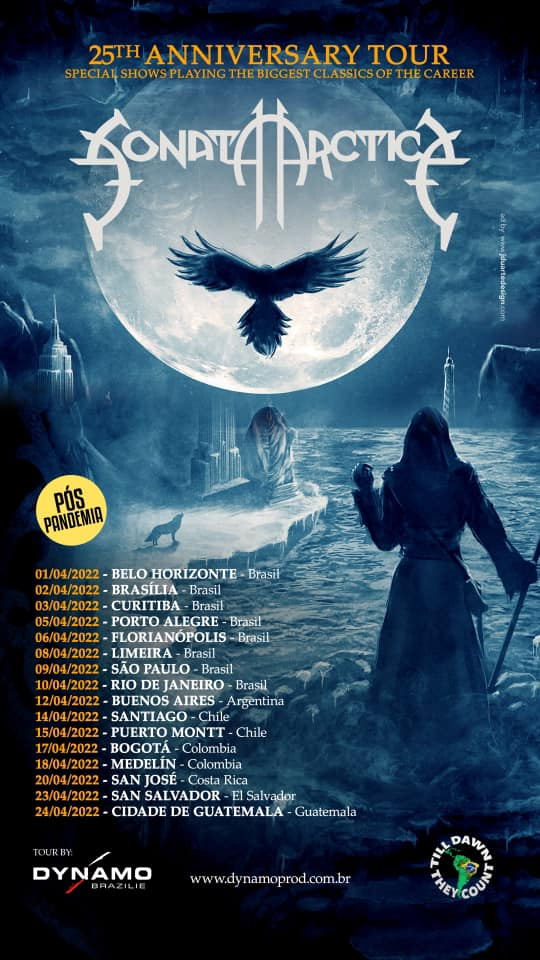 25TH ANNIVERSARY TOUR
SPECIAL SHOWS PLAYING THE BIGGEST CLASSICS OF THE CAREER
SONATA ARCTICA
ad by: www.jduartedesign.com
PÓS
PANDEMIA
01/04/2022 - BELO HORIZONTE - Brasil
02/04/2022 - BRASÍLIA - Brasil
03/04/2022 - CURITIBA - Brasil
05/04/2022 - PORTO ALEGRE - Brasil
06/04/2022 - FLORIANÓPOLIS - Brasil
08/04/2022 - LIMEIRA - Brasil
09/04/2022 - SÃO PAULO - Brasil
10/04/2022 - RIO DE JANEIRO - Brasil
12/04/2022 - BUENOS AIRES - Argentina
14/04/2022 - SANTIAGO - Chile
15/04/2022 - PUERTO MONTT - Chile
17/04/2022 - BOGOTÁ - Colombia
18/04/2022 - MEDELÍN - Colombia
20/04/2022 - SAN JOSÉ - Costa Rica
23/04/2022 - SAN SALVADOR - El Salvador
24/04/2022 - CIDADE DE GUATEMALA - Guatemala
TOUR BY:
DYNAMO
BRAZILIE
www.dynamoprod.com.br
TILL DAWN
THEY COUNT